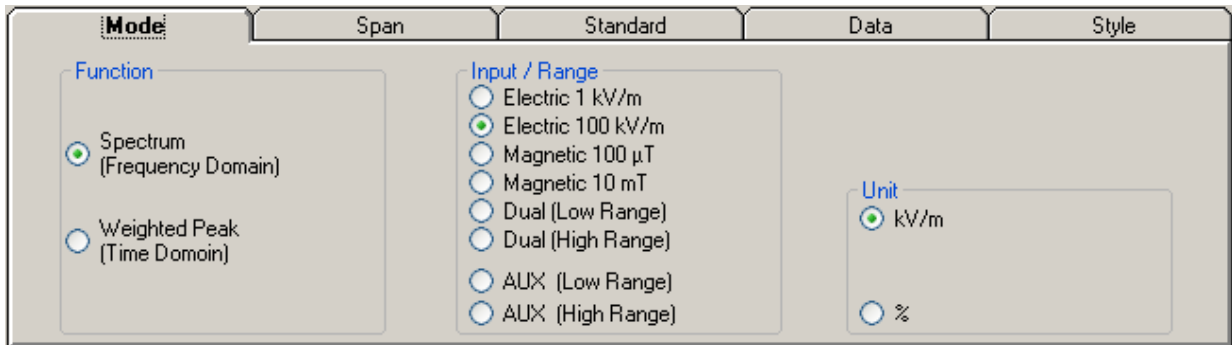 Mode Span Standard Data Style
Function
Spectrum
(Frequency Domain)
Weighted Peak
(Time Domoin)
Input / Range
Electric 1 kV/m
Electric 100 kV/m
Magnetic 100 µT
Magnetic 10 mT
Dual (Low Range)
Dual (High Range)
AUX (Low Range)
AUX (High Range)
Unit
kV/m
%